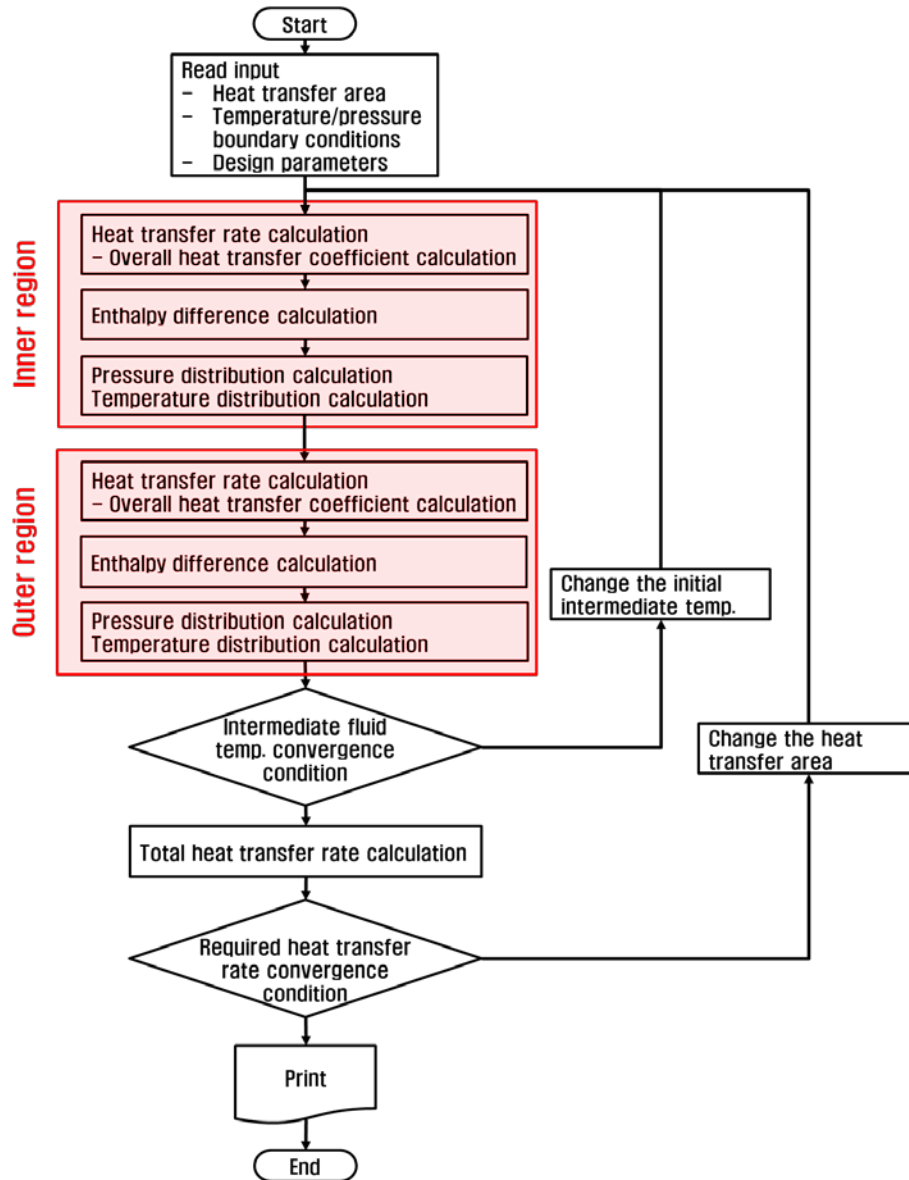 Start
Read input
– Heat transfer area
– Temperature/pressure
boundary conditions
– Design parameters
Inner region
Heat transfer rate calculation
– Overall heat transfer coefficient calculation
Enthalpy difference calculation
Pressure distribution calculation
Temperature distribution calculation
Outer region
Heat transfer rate calculation
– Overall heat transfer coefficient calculation
Enthalpy difference calculation
Pressure distribution calculation
Temperature distribution calculation
Change the initial
intermediate temp.
Intermediate fluid
temp. convergence
condition
Change the heat
transfer area
Total heat transfer rate calculation
Required heat transfer
rate convergence
condition
Print
End